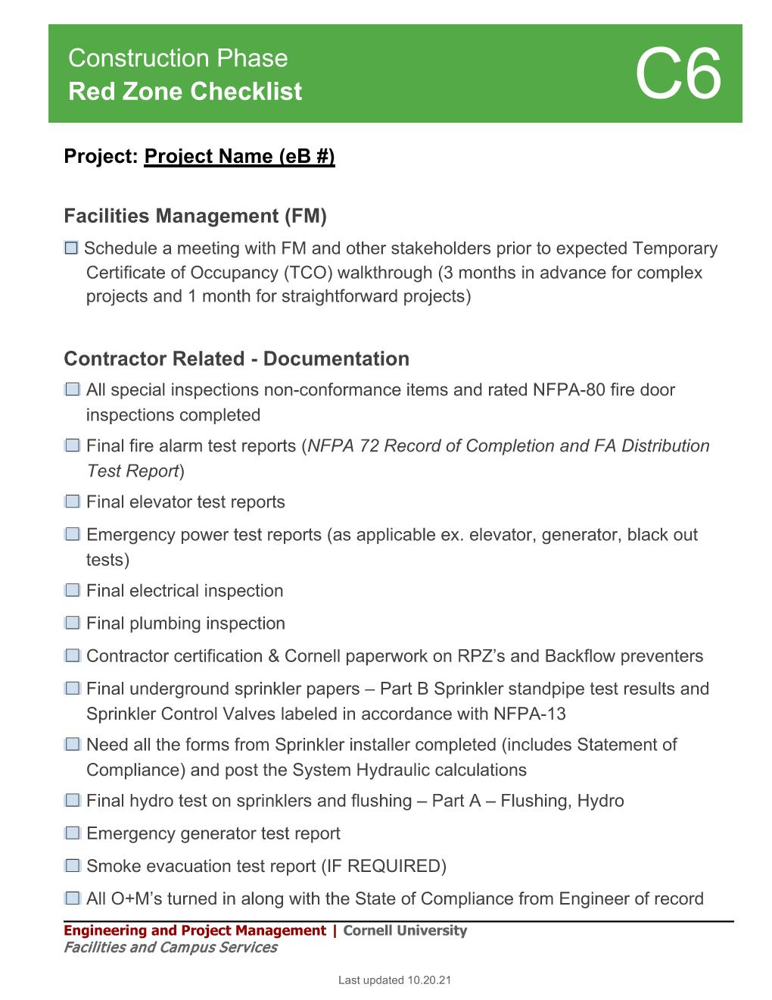 Construction Phase
Red Zone Checklist
C6
Project: Project Name (eB #)
Facilities Management (FM)
☐ Schedule a meeting with FM and other stakeholders prior to expected Temporary
Certificate of Occupancy (TCO) walkthrough (3 months in advance for complex
projects and 1 month for straightforward projects)
Contractor Related - Documentation
☐ All special inspections non-conformance items and rated NFPA-80 fire door
inspections completed
☐ Final fire alarm test reports (NFPA 72 Record of Completion and FA Distribution
Test Report)
☐ Final elevator test reports
☐ Emergency power test reports (as applicable ex. elevator, generator, black out
tests)
☐ Final electrical inspection
☐ Final plumbing inspection
☐ Contractor certification & Cornell paperwork on RPZ’s and Backflow preventers
☐ Final underground sprinkler papers – Part B Sprinkler standpipe test results and
Sprinkler Control Valves labeled in accordance with NFPA-13
☐ Need all the forms from Sprinkler installer completed (includes Statement of
Compliance) and post the System Hydraulic calculations
☐ Final hydro test on sprinklers and flushing – Part A – Flushing, Hydro
☐ Emergency generator test report
☐ Smoke evacuation test report (IF REQUIRED)
☐ All O+M’s turned in along with the State of Compliance from Engineer of record
Engineering and Project Management | Cornell University
Facilities and Campus Services
Last updated 10.20.21